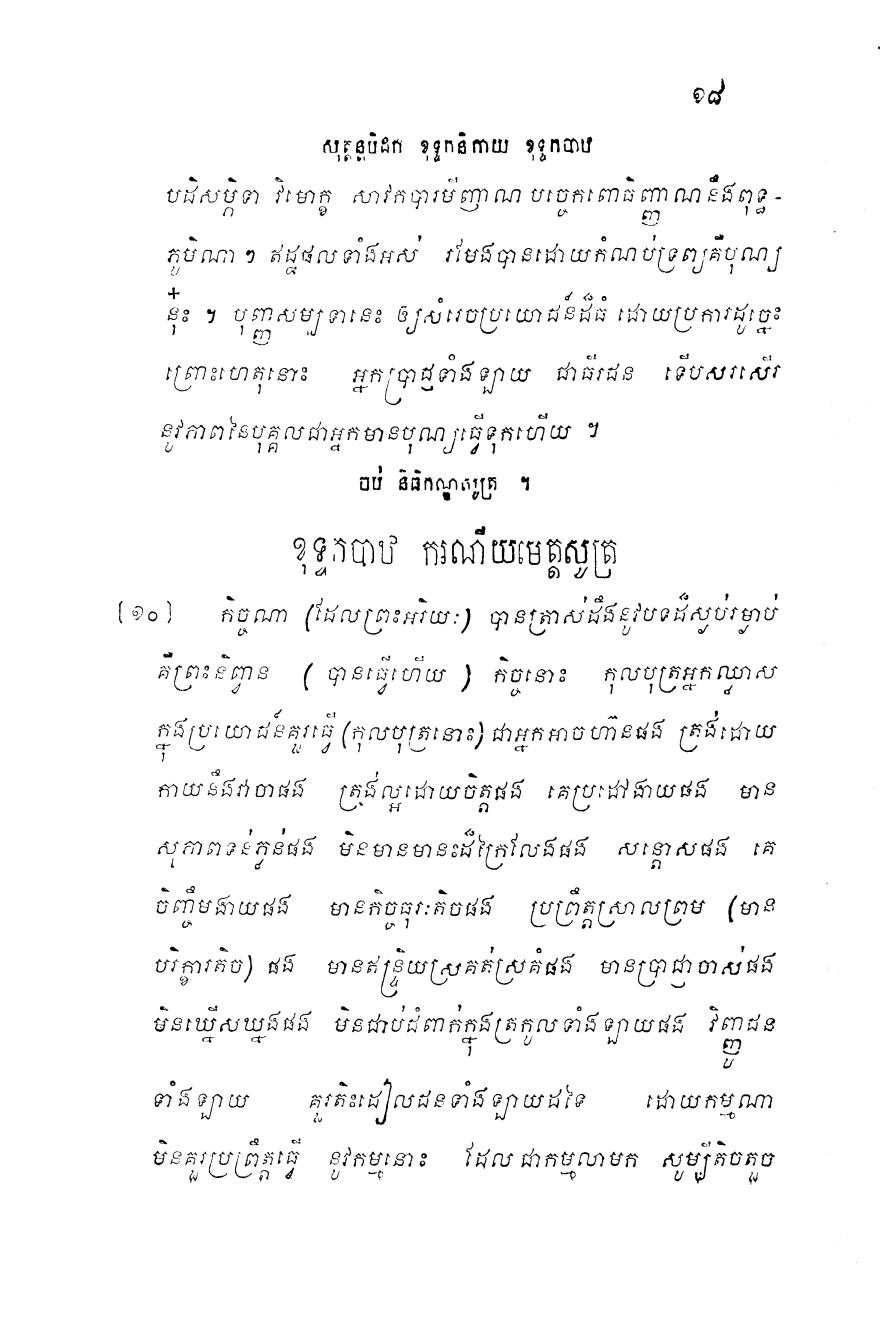 ១៨
សុត្តន្តបិដក ខុទ្ទកនិកាយ ខុទ្ទកបាឋ
បដិសម្ភិទា វិមោក្ខ សាវកបារមីញាណ បច្ចេកពោធិញ្ញាណនឹងពុទ្ធ-
ភូមិណា ៗ ឥដ្ឋផលទាំងអស់ រមែងបានដោយកំណប់ទ្រព្យគឺបុណ្យ
នុ៎ះ ។ បុញ្ញសម្បទានេះ ឲ្យសំរេចប្រយោជន៍ដ៏ធំ ដោយប្រការដូច្នេះ
ព្រោះហេតុនោះ អ្នកប្រាជ្ញទាំងឡាយ ជាធីរជន ទើបសរសើរ
នូវភាពនៃបុគ្គលជាអ្នកមានបុណ្យធ្វើទុកហើយ ។
ចប់ និធិកណ្ឌសូត្រ ។
ខុទ្ទកបាឋ ករណីយមេត្តសូត្រ
[១០] កិច្ចណា (ដែលព្រះអរិយៈ) បានត្រាស់ដឹងនូវបទដ៏ស្ងប់រម្ងាប់
គឺព្រះនិព្វាន ( បានធ្វើហើយ ) កិច្ចនោះ កុលបុត្រអ្នកឈ្លាស
ក្នុងប្រយោជន៍គួរធ្វើ (កុលបុត្រនោះ) ជាអ្នកអាចហ៊ានផង ត្រង់ដោយ
កាយនឹងវាចាផង ត្រង់ល្អដោយចិត្តផង គេប្រដៅងាយផង មាន
សុភាពទន់ភ្លន់ផង មិនមានមានះដ៏ក្រៃលែងផង សន្តោសផង គេ
ចិញ្ចឹមងាយផង មានកិច្ចធុរៈតិចផង ប្រព្រឹត្តស្រាលព្រម (មាន
បរិក្ខារតិច) ផង មានឥន្ទ្រិយស្រគត់ស្រគំផង មានប្រាជ្ញាចាស់ផង
មិនឃ្នើសឃ្នងផង មិនជាប់ជំពាក់ក្នុងត្រកូលទាំងឡាយផង វិញ្ញូជន
ទាំងឡាយ គួរតិះដៀលជនទាំងឡាយដទៃ ដោយកម្មណា
មិនគួរប្រព្រឹត្តធ្វើ នូវកម្មនោះ ដែលជាកម្មលាមក សូម្បីតិចតួច